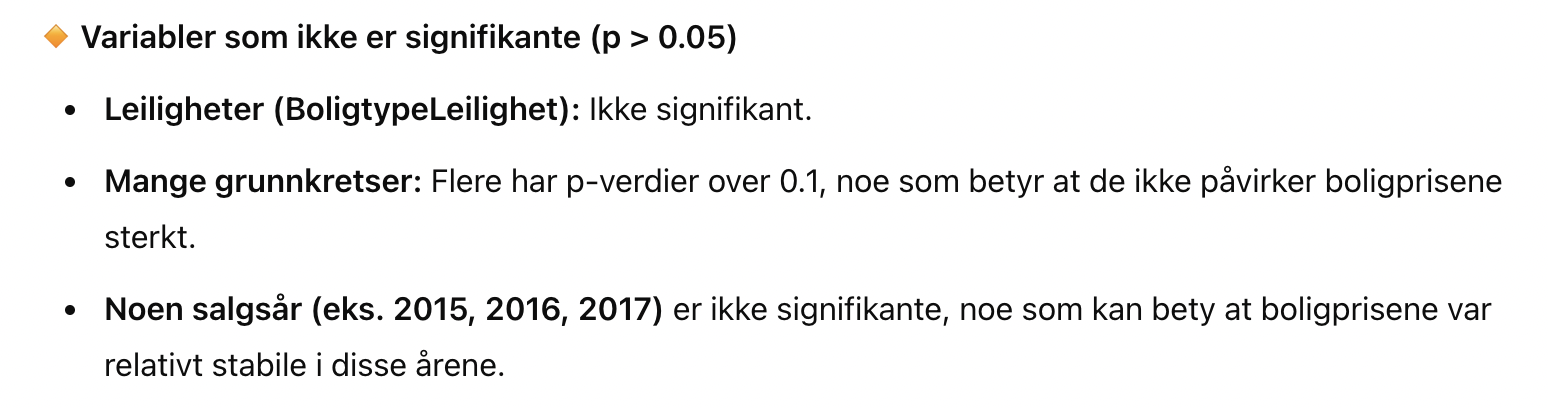 🔸 Variabler som ikke er signifikante (p > 0.05)
• Leiligheter (BoligtypeLeilighet): Ikke signifikant.
• Mange grunnkretser: Flere har p-verdier over 0.1, noe som betyr at de ikke påvirker boligprisene
sterkt.
• Noen salgsår (eks. 2015, 2016, 2017) er ikke signifikante, noe som kan bety at boligprisene var
relativt stabile i disse årene.